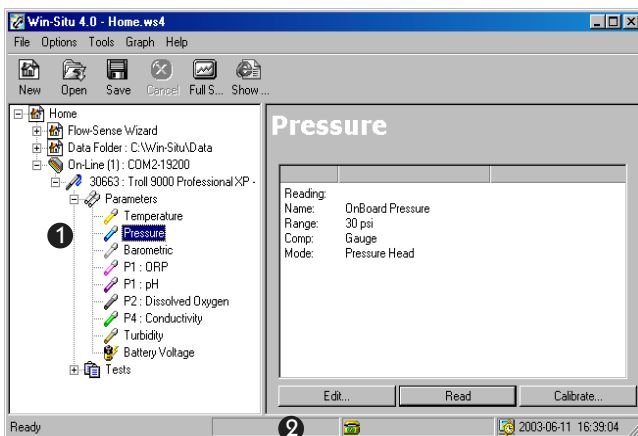 Win-Situ 4.0 - Home.ws4
File Options Tools Graph Help
New Open Save Cancel Full S... Show ...
Home
Flow-Sense Wizard
Data Folder : C:\Win-Situ\Data
On-Line (1) : COM2-19200
30663 : Troll 9000 Professional XP -
Parameters
Temperature
1
Pressure
Barometric
P1 : ORP
P1 : pH
P2 : Dissolved Oxygen
P4 : Conductivity
Turbidity
Battery Voltage
Tests
Pressure
Reading:
Name: OnBoard Pressure
Range: 30 psi
Comp: Gauge
Mode: Pressure Head
Edit... Read Calibrate...
Ready 2 2003-06-11 16:39:04